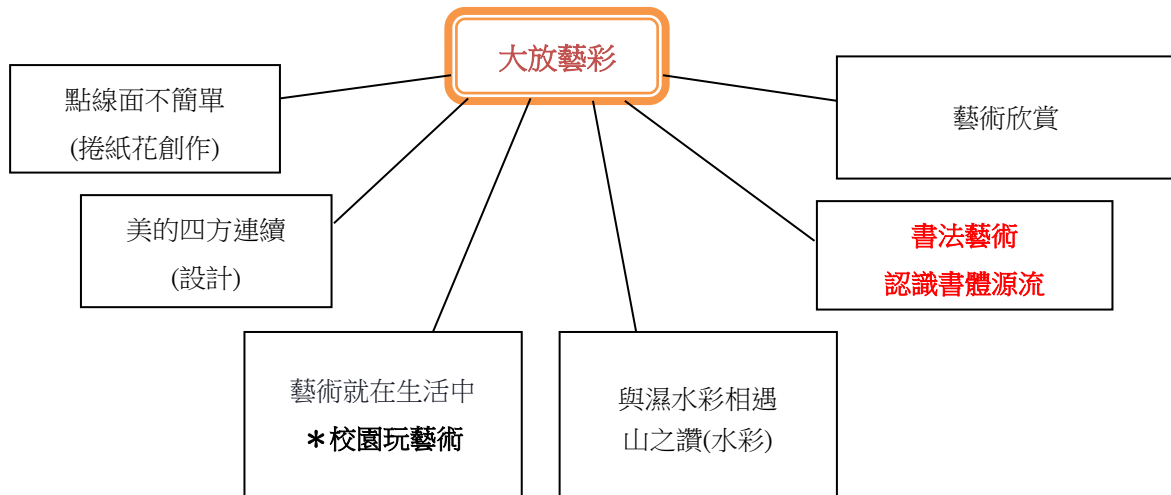 大放藝彩
點線面不簡單
(捲紙花創作)
藝術欣賞
美的四方連續
(設計)
書法藝術
認識書體源流
藝術就在生活中
＊校園玩藝術
與濕水彩相遇
山之讚(水彩)